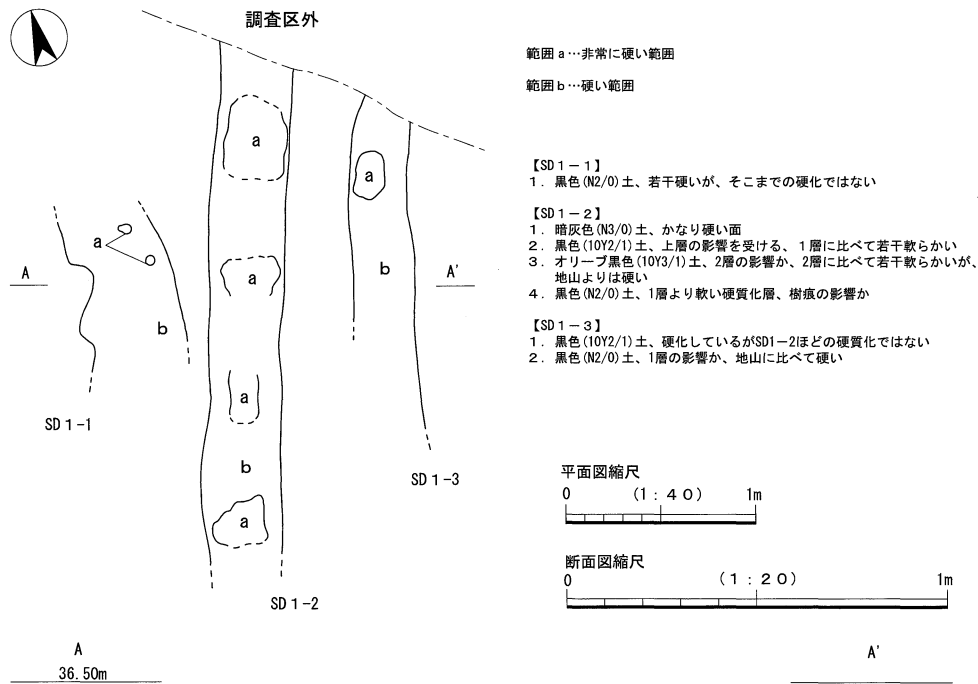 調査区外
範囲a…非常に硬い範囲
範囲b…硬い範囲
【SD1-1】
1. 黒色(N2/0)土、若干硬いが、そこまでの硬化ではない
【SD1-2】
1. 暗灰色(N3/0)土、かなり硬い面
2. 黒色(10Y2/1)土、上層の影響を受ける、1層に比べて若干軟らかい
3. オリーブ黒色(10Y3/1)土、2層の影響か、2層に比べて若干軟らかいが、
地山よりは硬い
4. 黒色(N2/0)土、1層より軟い硬質化層、樹痕の影響か
【SD1-3】
1. 黒色(10Y2/1)土、硬化しているがSD1-2ほどの硬質化ではない
2. 黒色(N2/0)土、1層の影響か、地山に比べて硬い
a
a
a
A
a
b
A'
b
a
SD1-1
b
SD1-3
a
SD1-2
平面図縮尺
0 (1:40) 1m
断面図縮尺
0 (1:20) 1m
A
36.50m
A'